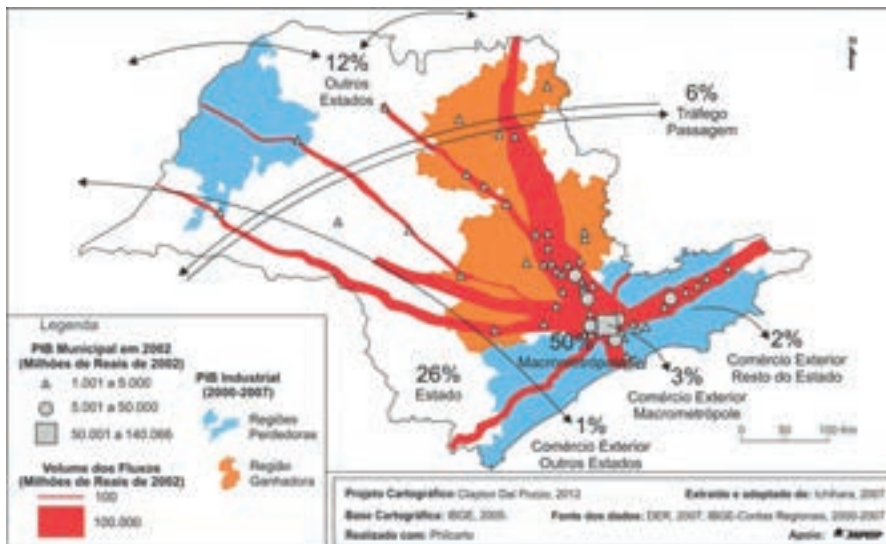 12%
Outros
Estados
6%
Tráfego
Passagem
50%
Macrometrópole
26%
Estado
2%
Comércio Exterior
Resto do Estado
3%
Comércio Exterior
Macrometrópole
1%
Comércio Exterior
Outros Estados
0 50 100 km
Legenda
PIB Municipal em 2002
(Milhões de Reais de 2002)
1.001 a 5.000
5.001 a 50.000
50.001 a 140.066
Volume dos Fluxos
(Milhões de Reais de 2002)
100
100.000
PIB Industrial
(2000-2007)
Regiões
Perdedoras
Região
Ganhadora
Projeto Cartográfico: Clayton Dal Pozzo, 2012
Extraído e adaptado de: Ichihara, 2007
Base Cartográfica: IBGE, 2005.
Fonte dos dados: DER, 2007, IBGE-Contas Regionais, 2000-2007
Realizado com: Philcarto
Apoio: FAPESP